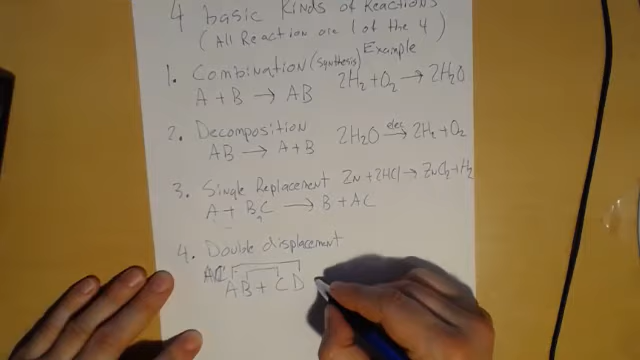 4 basic Kinds of Reactions
(All Reaction are 1 of the 4)
Example
1. Combination (synthesis) 2H₂ + O₂ → 2H₂O
A + B → AB
2. Decomposition 2H₂O elec→ 2H₂ + O₂
AB → A + B
3. Single Replacement Zn + 2HCl → ZnCl₂ + H₂
A + BC → B + AC
4. Double displacement
AB + CD